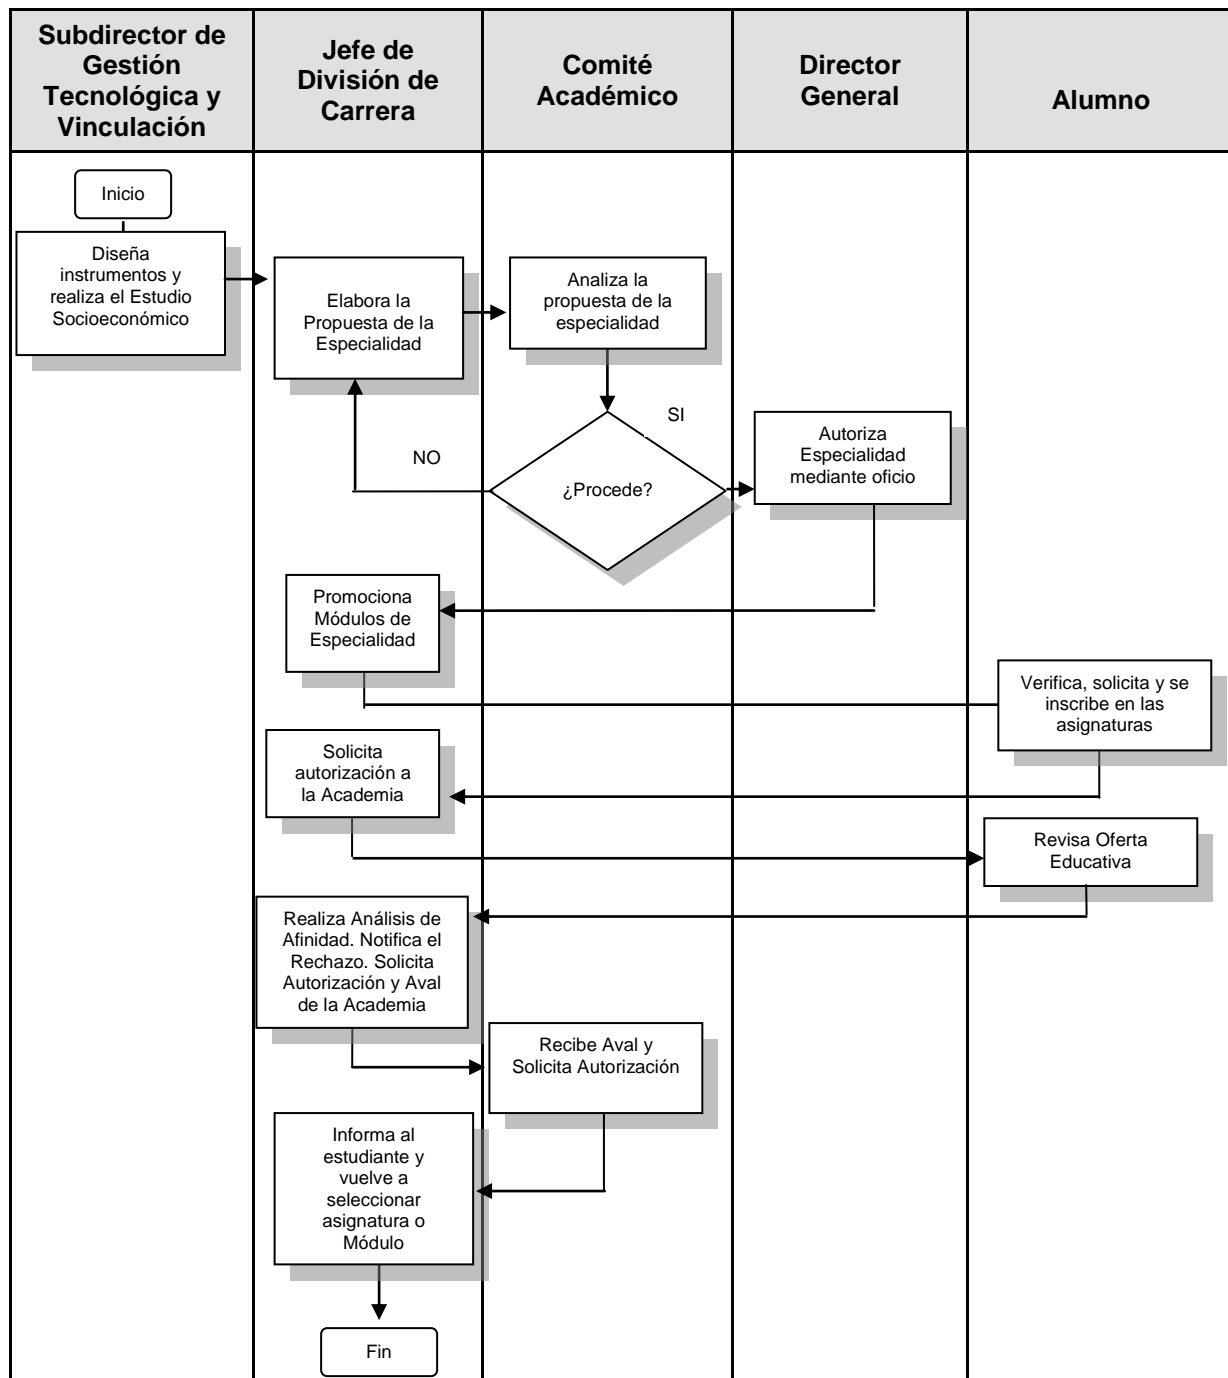 Subdirector de
Gestión
Tecnológica y
Vinculación
Jefe de
División de
Carrera
Comité
Académico
Director
General
Alumno
Inicio
Diseña
instrumentos y
realiza el Estudio
Socioeconómico
Elabora la
Propuesta de la
Especialidad
Analiza la
propuesta de la
especialidad
SI
NO
¿Procede?
Autoriza
Especialidad
mediante oficio
Promociona
Módulos de
Especialidad
Verifica, solicita y se
inscribe en las
asignaturas
Solicita
autorización a
la Academia
Revisa Oferta
Educativa
Realiza Análisis de
Afinidad. Notifica el
Rechazo. Solicita
Autorización y Aval
de la Academia
Recibe Aval y
Solicita Autorización
Informa al
estudiante y
vuelve a
seleccionar
asignatura o
Módulo
Fin